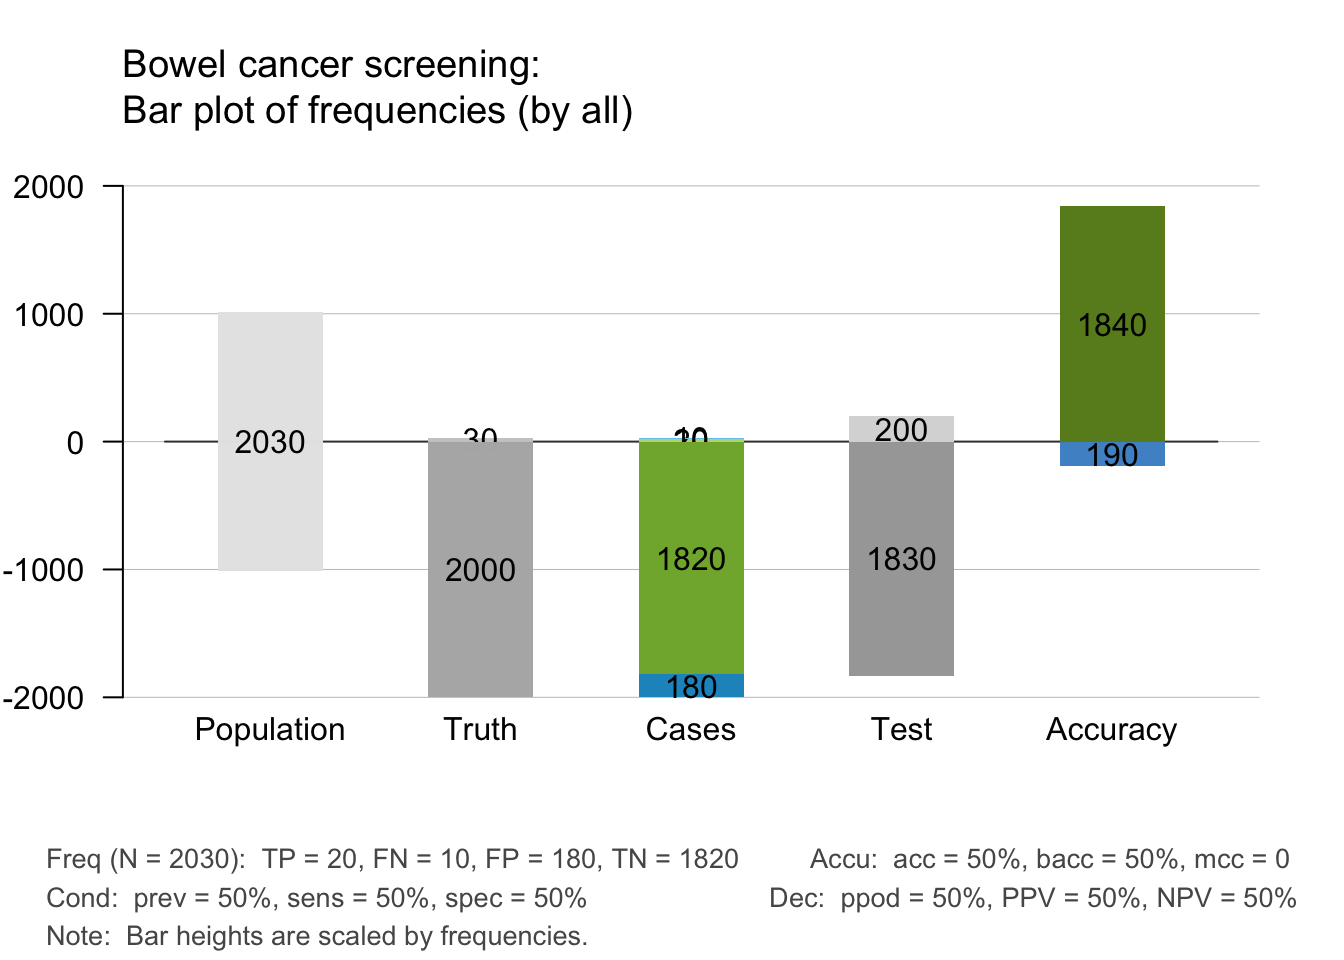 Bowel cancer screening:
Bar plot of frequencies (by all)
2000
1000
0
-1000
-2000
2030
30
2000
1820
180
200
1830
1840
190
Population Truth Cases Test Accuracy
Freq (N = 2030):  TP = 20, FN = 10, FP = 180, TN = 1820 Accu:  acc = 50%, bacc = 50%, mcc = 0
Cond:  prev = 50%, sens = 50%, spec = 50% Dec:  ppod = 50%, PPV = 50%, NPV = 50%
Note:  Bar heights are scaled by frequencies.